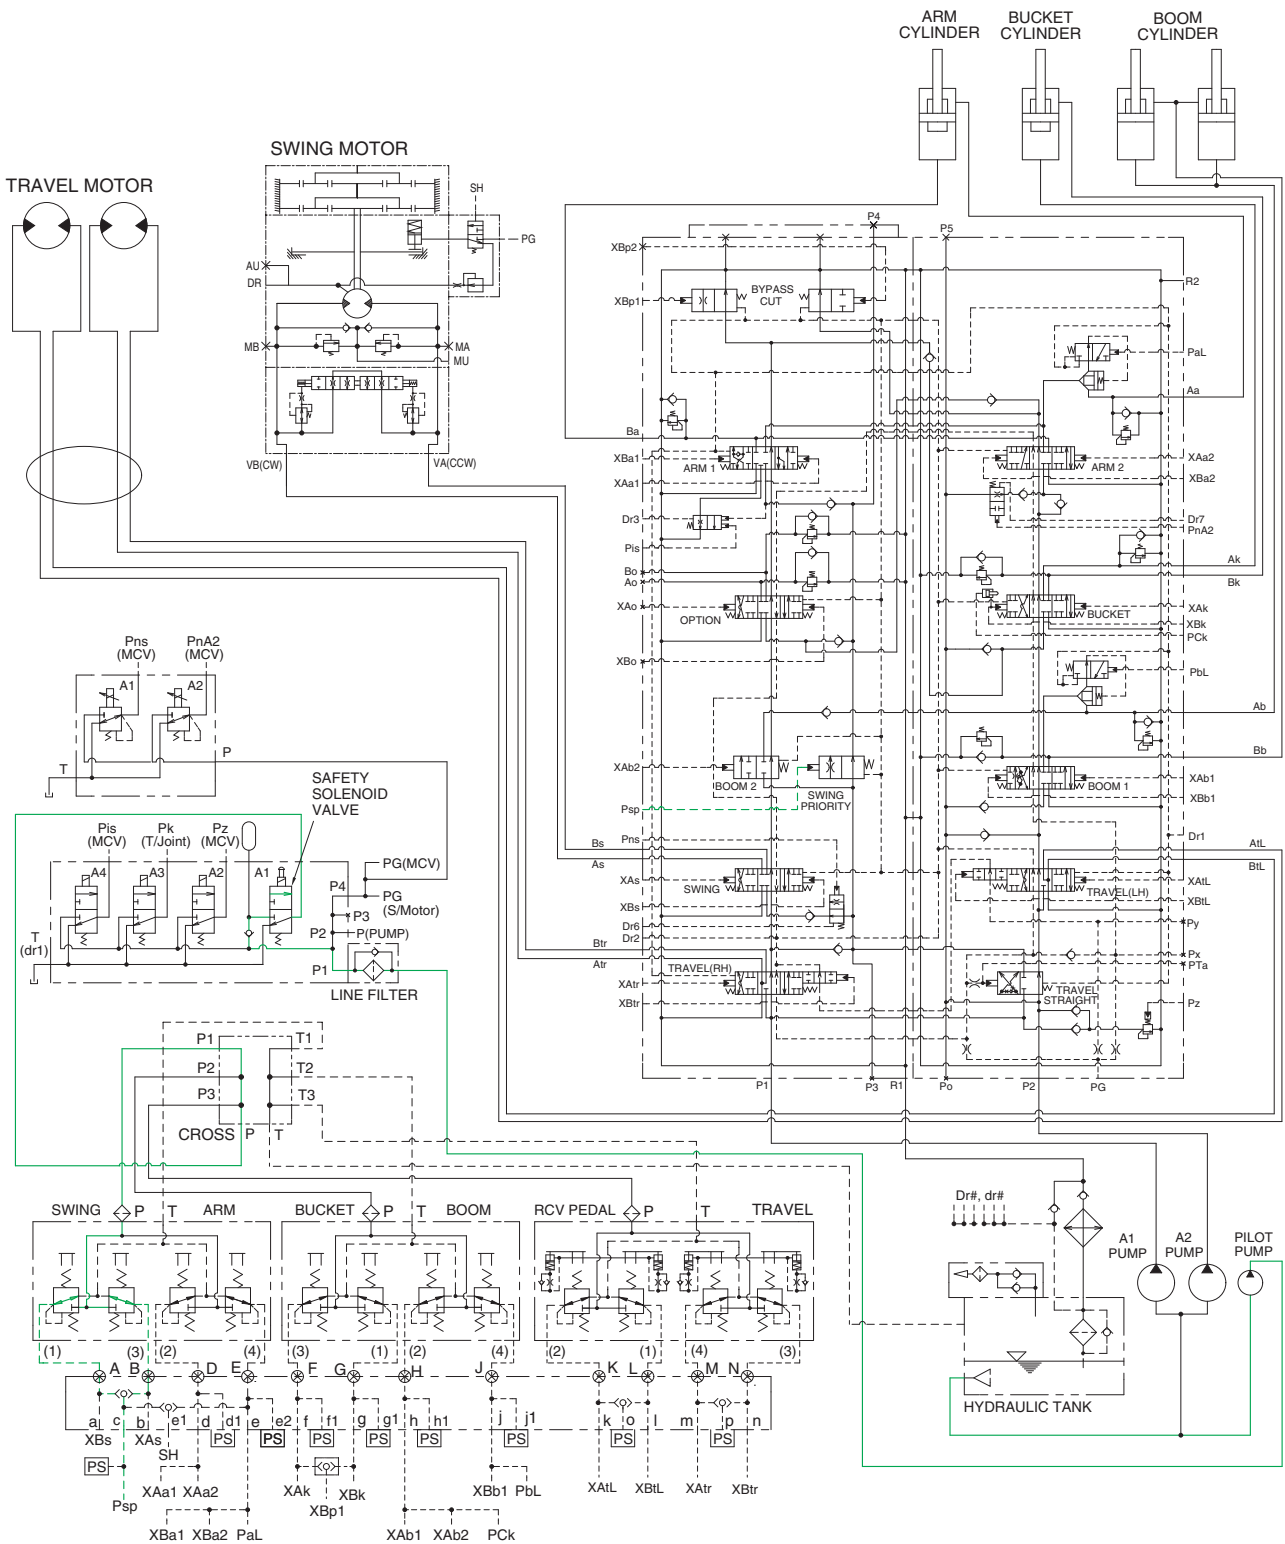 ARM
CYLINDER
BUCKET
CYLINDER
BOOM
CYLINDER
SWING MOTOR
TRAVEL MOTOR
SH
PG
AU
DR
MB
MA
MU
VB(CW)
VA(CCW)
P4
P5
XBp2
XBp1
BYPASS
CUT
R2
PaL
Aa
Ba
XBa1
ARM 1
XAa1
ARM 2
XAa2
XBa2
Dr3
Pis
Dr7
PnA2
Bo
Ao
XAo
OPTION
XBo
Ak
Bk
XAk
BUCKET
XBk
PCk
PbL
Ab
Bb
XAb2
BOOM 2
SWING
PRIORITY
BOOM 1
XAb1
XBb1
Psp
Pns
Bs
As
XAs
SWING
XBs
Dr6
Dr2
Dr1
AtL
BtL
XAtL
TRAVEL(LH)
XBtL
Py
Btr
Atr
TRAVEL(RH)
XAtr
XBtr
Px
PTa
TRAVEL
STRAIGHT
Pz
P1
P3
R1
Po
P2
PG
Pns
(MCV)
PnA2
(MCV)
A1
A2
T
P
SAFETY
SOLENOID
VALVE
Pis
(MCV)
Pk
(T/Joint)
Pz
(MCV)
A4
A3
A2
A1
PG(MCV)
P4
PG
(S/Motor)
P3
P2
P(PUMP)
T
(dr1)
P1
LINE FILTER
P1
T1
P2
T2
P3
T3
CROSS
P
T
SWING
P
T
ARM
BUCKET
P
T
BOOM
RCV PEDAL
P
T
TRAVEL
(1)
(3)
(2)
(4)
(3)
(1)
(2)
(4)
(2)
(1)
(4)
(3)
A
B
D
E
F
G
H
J
K
L
M
N
a
c
b
e1
d
d1
e
e2
f
f1
g
g1
h
h1
j
j1
k
o
l
m
p
n
XBs
XAs
SH
PS
PS
PS
PS
PS
PS
PS
PS
PS
Psp
XAa1
XAa2
XBa1
XBa2
PaL
XAk
XBp1
XBk
XAb1
XAb2
PCk
XBb1
PbL
XAtL
XBtL
XAtr
XBtr
Dr#, dr#
A1
PUMP
A2
PUMP
PILOT
PUMP
HYDRAULIC TANK